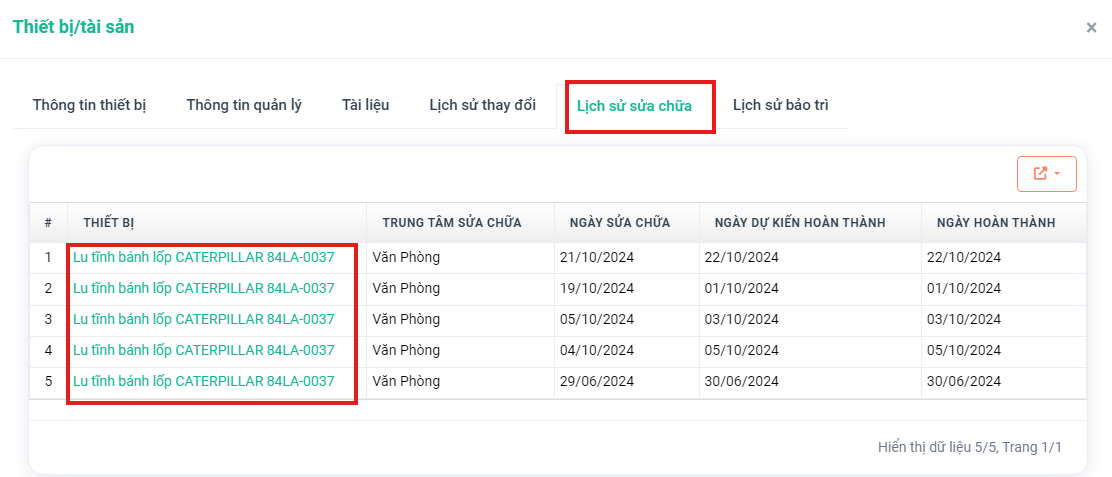 Thiết bị/tài sản ×
Thông tin thiết bị Thông tin quản lý Tài liệu Lịch sử thay đổi Lịch sử sửa chữa Lịch sử bảo trì
# THIẾT BỊ TRUNG TÂM SỬA CHỮA NGÀY SỬA CHỮA NGÀY DỰ KIẾN HOÀN THÀNH NGÀY HOÀN THÀNH
1 Lu tĩnh bánh lốp CATERPILLAR 84LA-0037 Văn Phòng 21/10/2024 22/10/2024 22/10/2024
2 Lu tĩnh bánh lốp CATERPILLAR 84LA-0037 Văn Phòng 19/10/2024 01/10/2024 01/10/2024
3 Lu tĩnh bánh lốp CATERPILLAR 84LA-0037 Văn Phòng 05/10/2024 03/10/2024 03/10/2024
4 Lu tĩnh bánh lốp CATERPILLAR 84LA-0037 Văn Phòng 04/10/2024 05/10/2024 05/10/2024
5 Lu tĩnh bánh lốp CATERPILLAR 84LA-0037 Văn Phòng 29/06/2024 30/06/2024 30/06/2024
Hiển thị dữ liệu 5/5, Trang 1/1